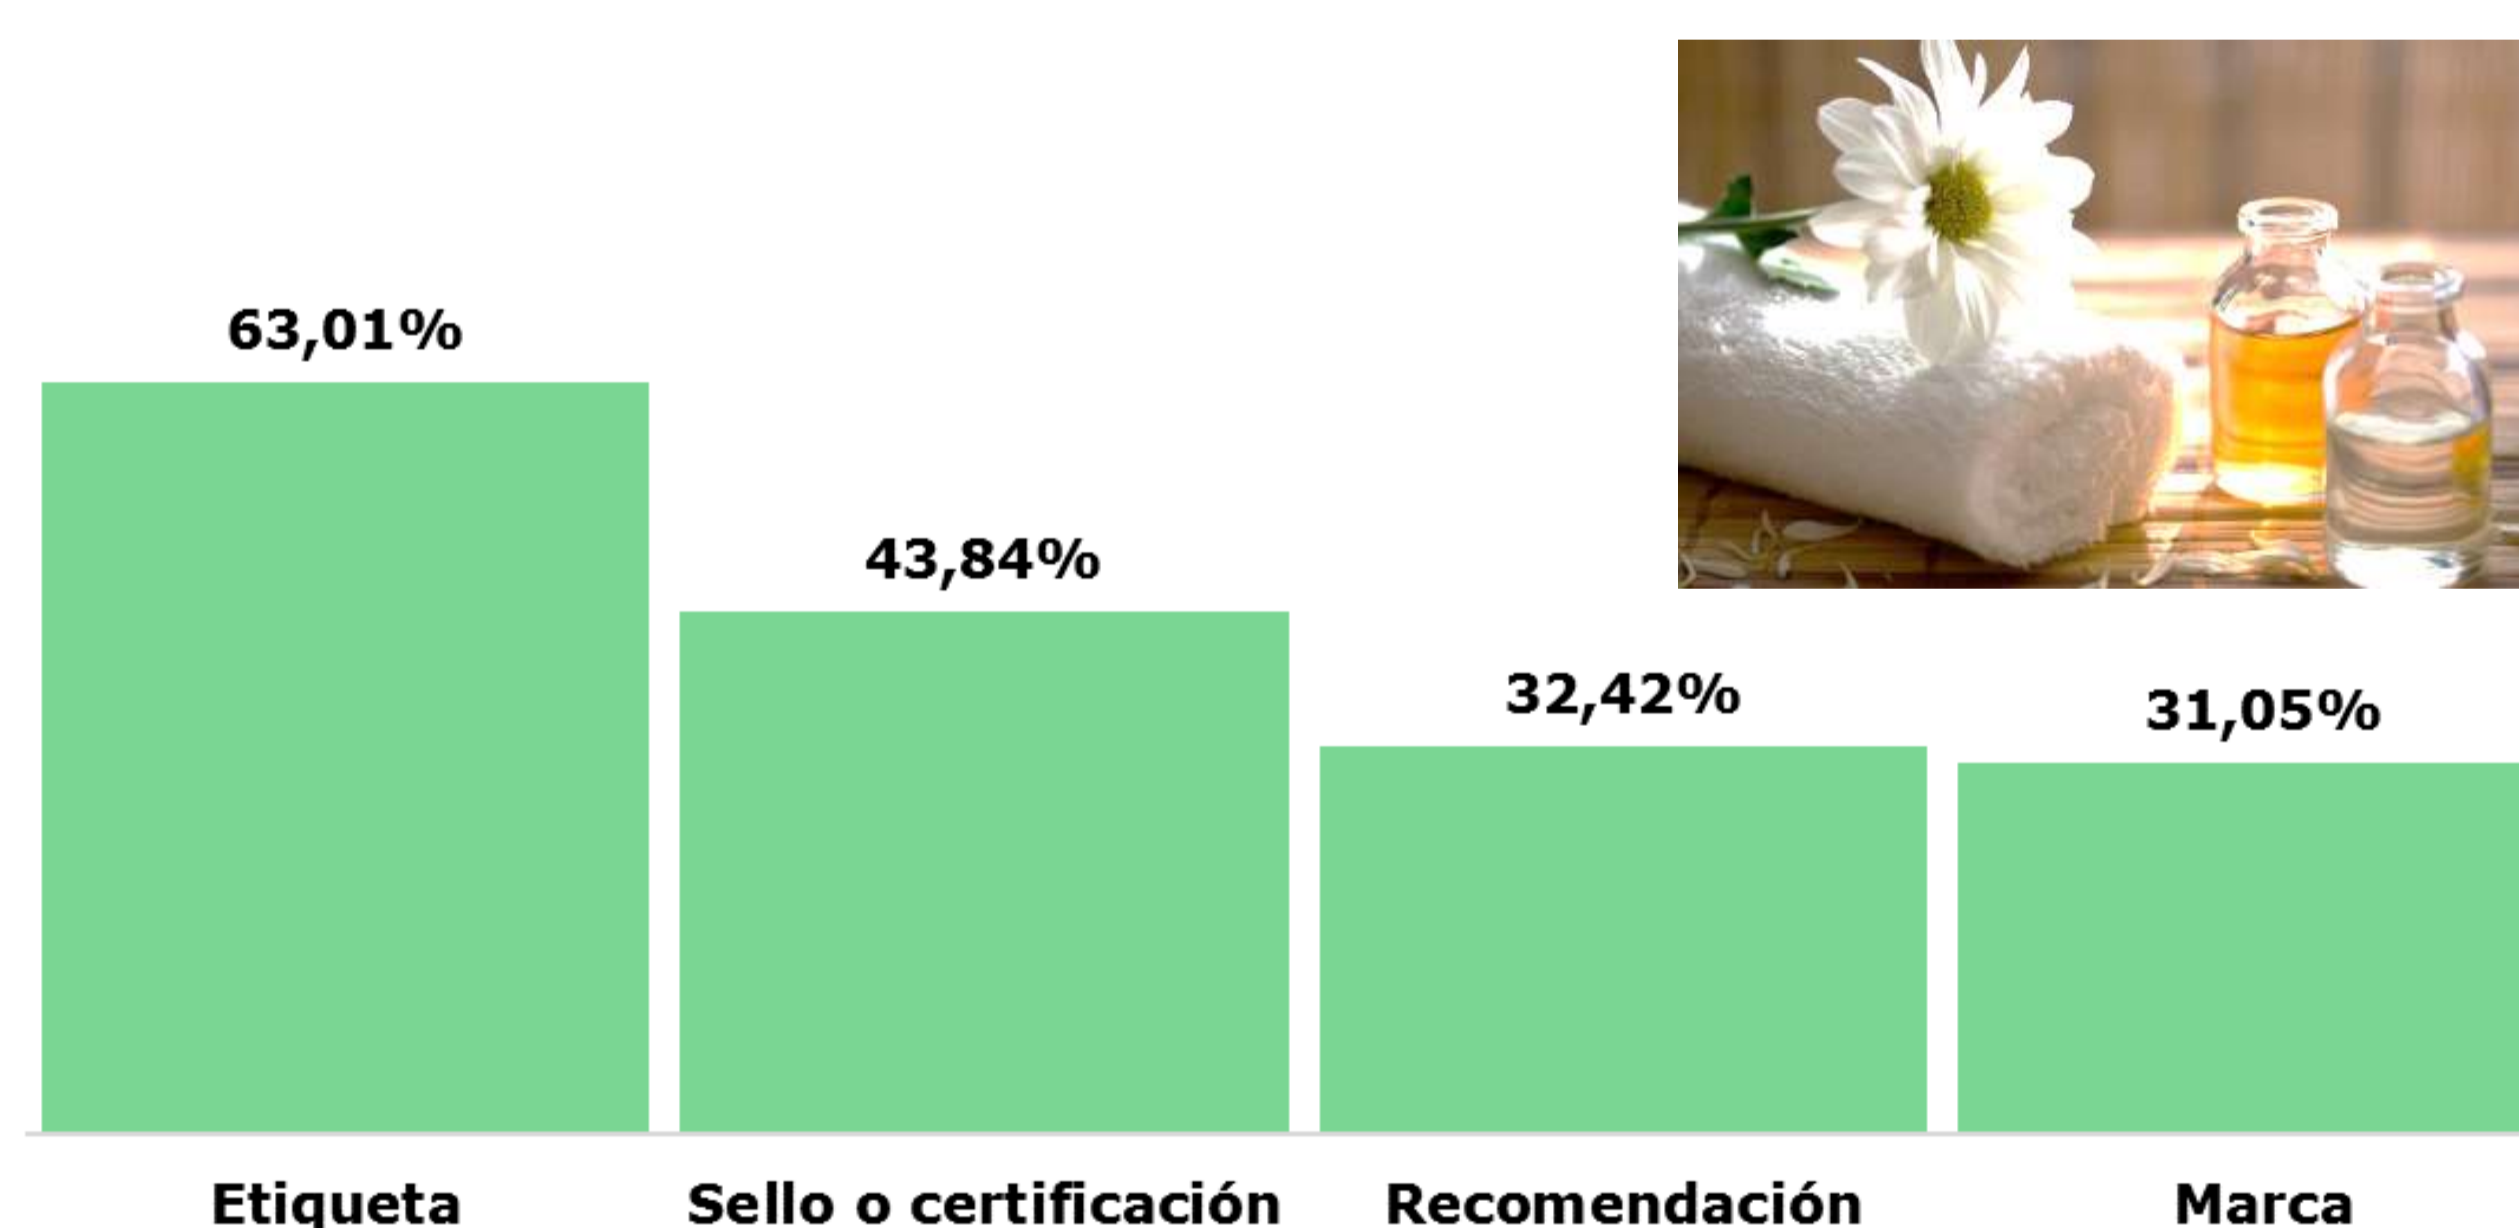 63,01%
43,84%
32,42%
31,05%
Etiqueta
Sello o certificación
Recomendación
Marca